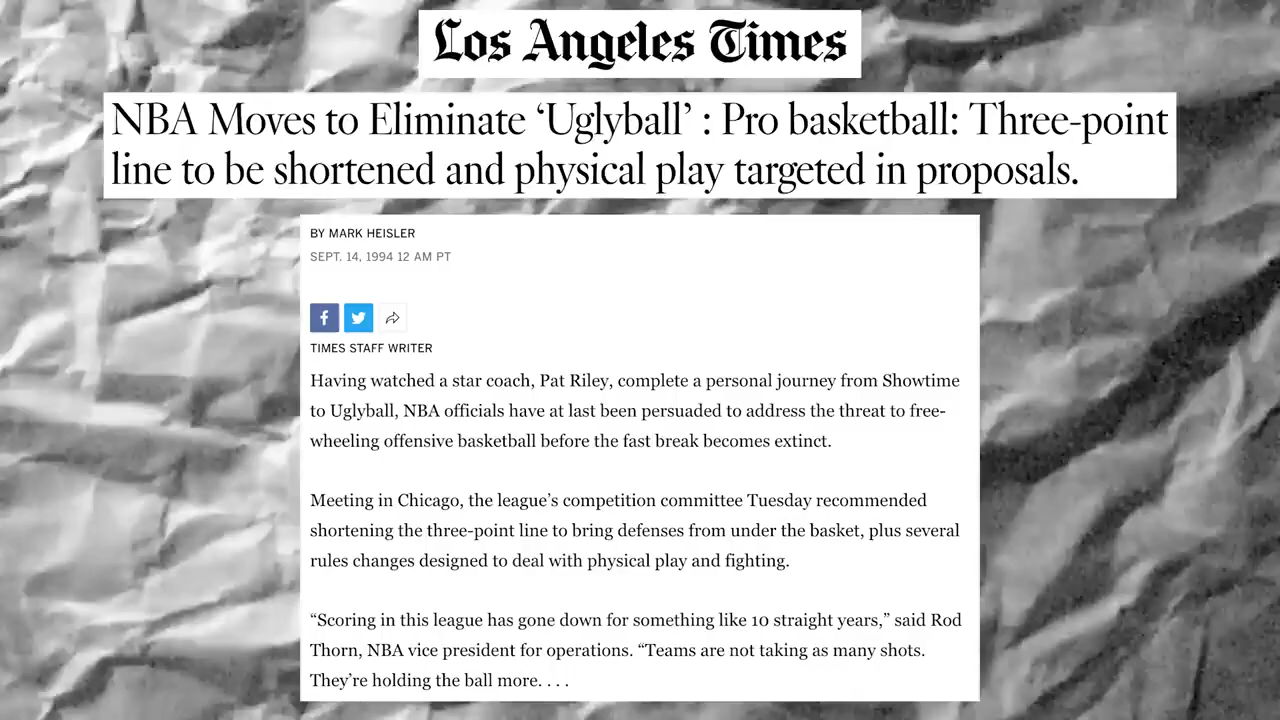 Los Angeles Times
NBA Moves to Eliminate ‘Uglyball’ : Pro basketball: Three-point
line to be shortened and physical play targeted in proposals.
BY MARK HEISLER
SEPT. 14, 1994 12 AM PT
TIMES STAFF WRITER
Having watched a star coach, Pat Riley, complete a personal journey from Showtime
to Uglyball, NBA officials have at last been persuaded to address the threat to free-
wheeling offensive basketball before the fast break becomes extinct.
Meeting in Chicago, the league’s competition committee Tuesday recommended
shortening the three-point line to bring defenses from under the basket, plus several
rules changes designed to deal with physical play and fighting.
“Scoring in this league has gone down for something like 10 straight years,” said Rod
Thorn, NBA vice president for operations. “Teams are not taking as many shots.
They’re holding the ball more. . . .